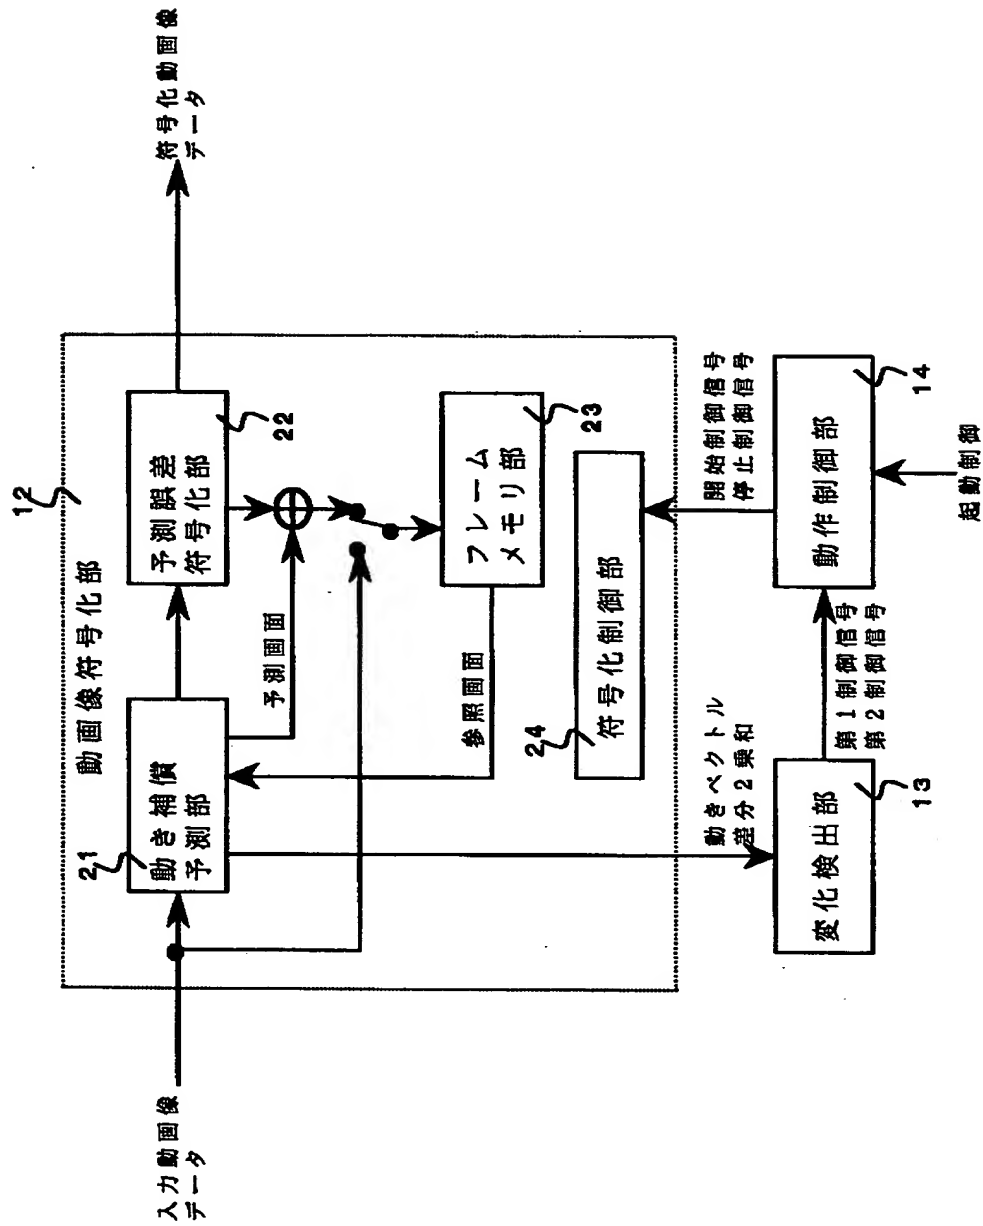 12
動画像符号化部
入力動画像
データ
21
動き補償
予測部
予測誤差
符号化部
22
符号化動画像
データ
予測画面
参照画面
フレーム
メモリ部
23
24
符号化制御部
動きベクトル
差分2乗和
開始制御信号
停止制御信号
変化検出部
13
第1制御信号
第2制御信号
動作制御部
14
起動制御